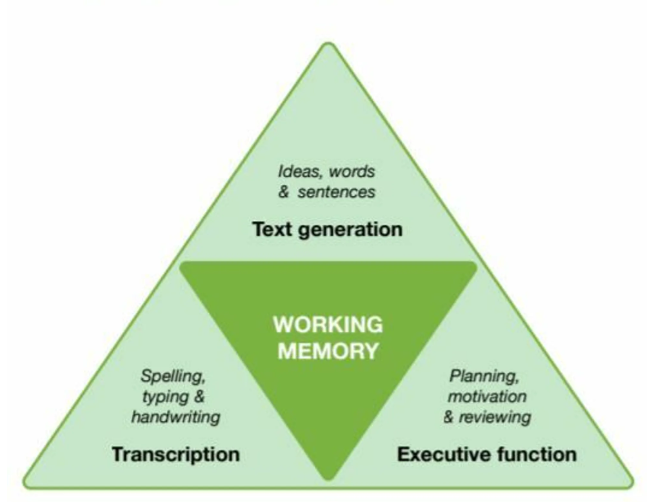 Ideas, words
& sentences
Text generation
WORKING
MEMORY
Spelling,
typing &
handwriting
Transcription
Planning,
motivation
& reviewing
Executive function